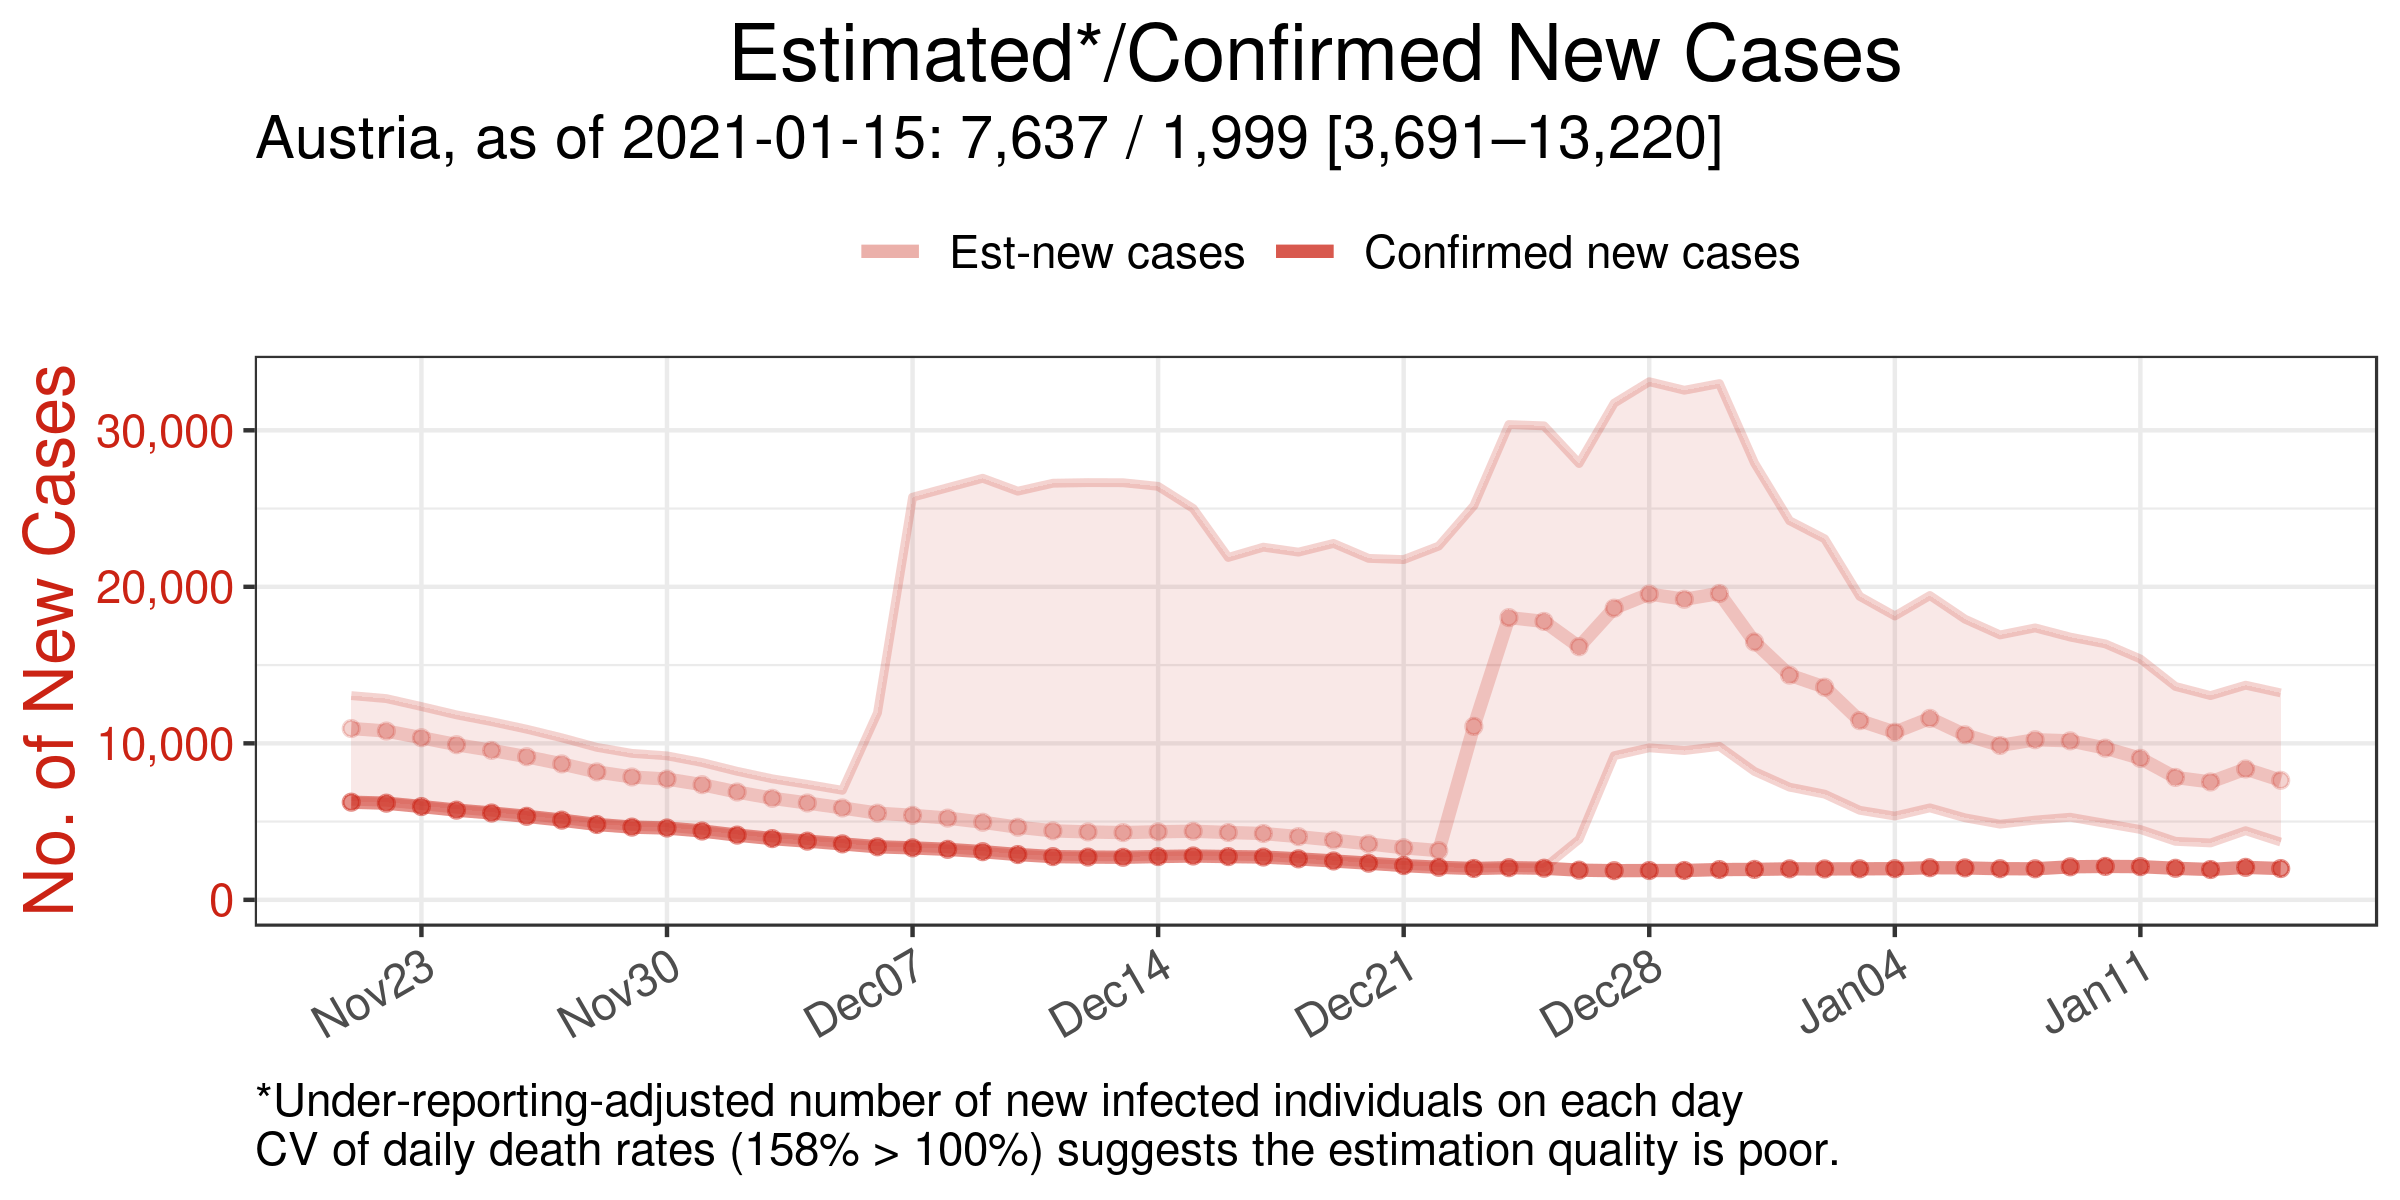 Estimated*/Confirmed New Cases
Austria, as of 2021-01-15: 7,637 / 1,999 [3,691–13,220]
Est-new cases Confirmed new cases
No. of New Cases
30,000
20,000
10,000
0
Nov23 Nov30 Dec07 Dec14 Dec21 Dec28 Jan04 Jan11
*Under-reporting-adjusted number of new infected individuals on each day
CV of daily death rates (158% > 100%) suggests the estimation quality is poor.